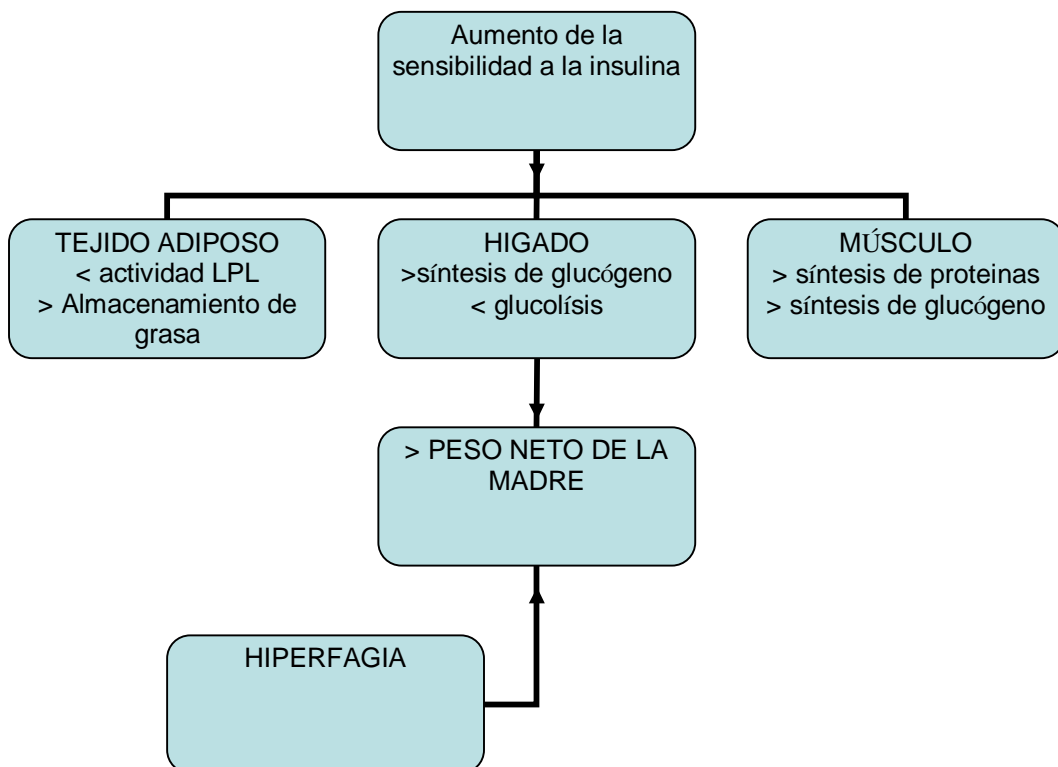 Aumento de la
sensibilidad a la insulina
TEJIDO ADIPOSO
< actividad LPL
> Almacenamiento de
grasa
HIGADO
>síntesis de glucógeno
< glucolísis
MÚSCULO
> síntesis de proteinas
> síntesis de glucógeno
> PESO NETO DE LA
MADRE
HIPERFAGIA